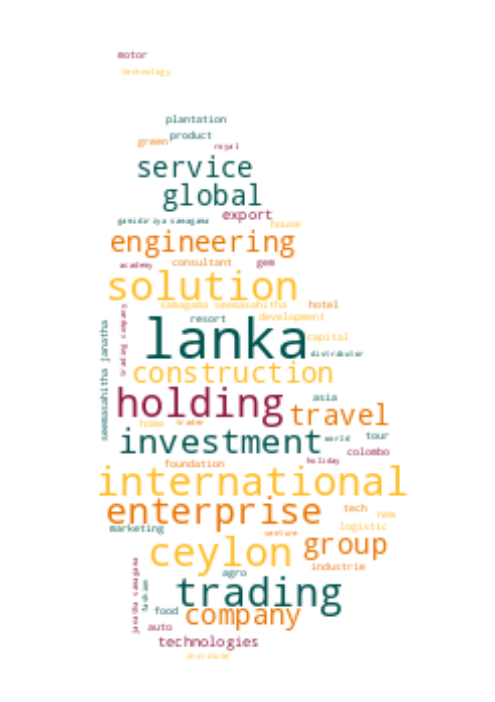 motor
technology
plantation
product
green
royal
service
global
export
gamidiriya samagama
house
engineering
academy
consultant
gem
solution
samagama seemasahitha
hotel
resort
development
trading company
lanka
capital
distributor
seemasahitha janatha
construction
holding
asia
travel
home
trader
investment
world
tour
colombo
foundation
holiday
international
enterprise
tech
new
marketing
logistic
venture
ceylon
group
agro
industrie
janatha samagama
fashion
trading
food
company
auto
technologies
institute